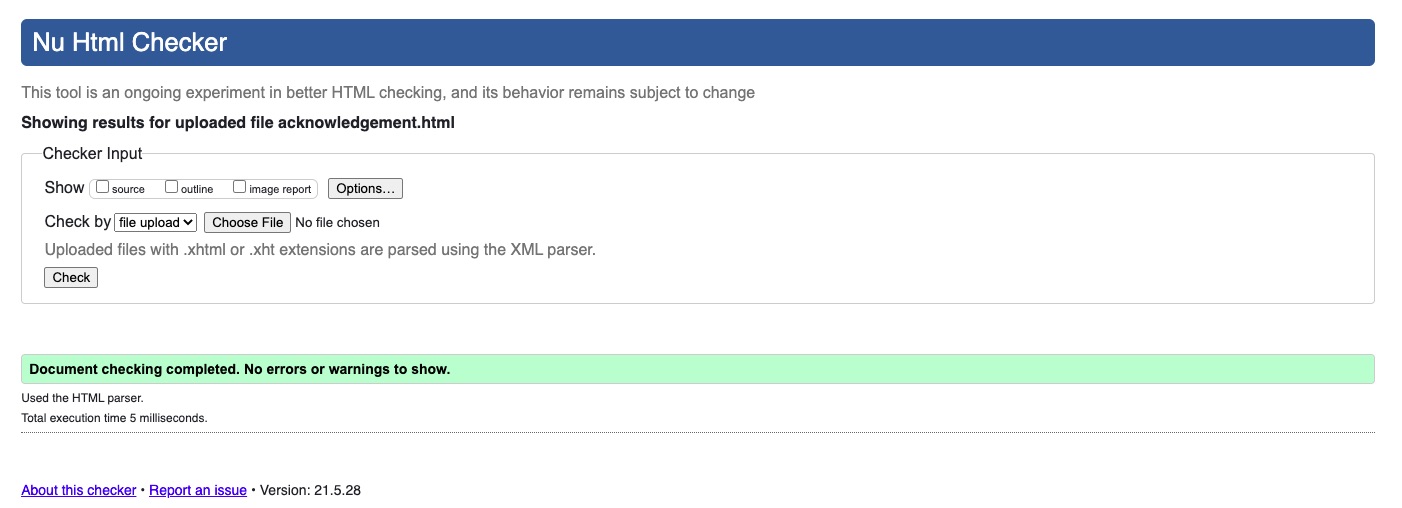 Nu Html Checker
This tool is an ongoing experiment in better HTML checking, and its behavior remains subject to change
Showing results for uploaded file acknowledgement.html
Checker Input
Show source outline image report Options...
Check by file upload Choose File No file chosen
Uploaded files with .xhtml or .xht extensions are parsed using the XML parser.
Check
Document checking completed. No errors or warnings to show.
Used the HTML parser.
Total execution time 5 milliseconds.
About this checker • Report an issue • Version: 21.5.28